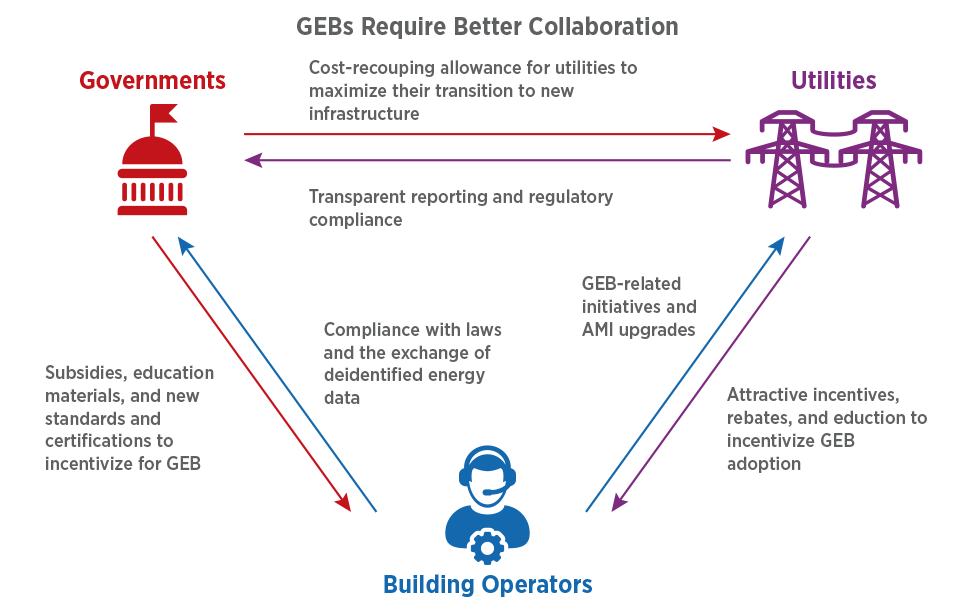 GEBs Require Better Collaboration
Governments
Cost-recouping allowance for utilities to
maximize their transition to new
infrastructure
Utilities
Transparent reporting and regulatory
compliance
GEB-related
initiatives and
AMI upgrades
Compliance with laws
and the exchange of
deidentified energy
data
Subsidies, education
materials, and new
standards and
certifications to
incentivize for GEB
Attractive incentives,
rebates, and eduction to
incentivize GEB
adoption
Building Operators